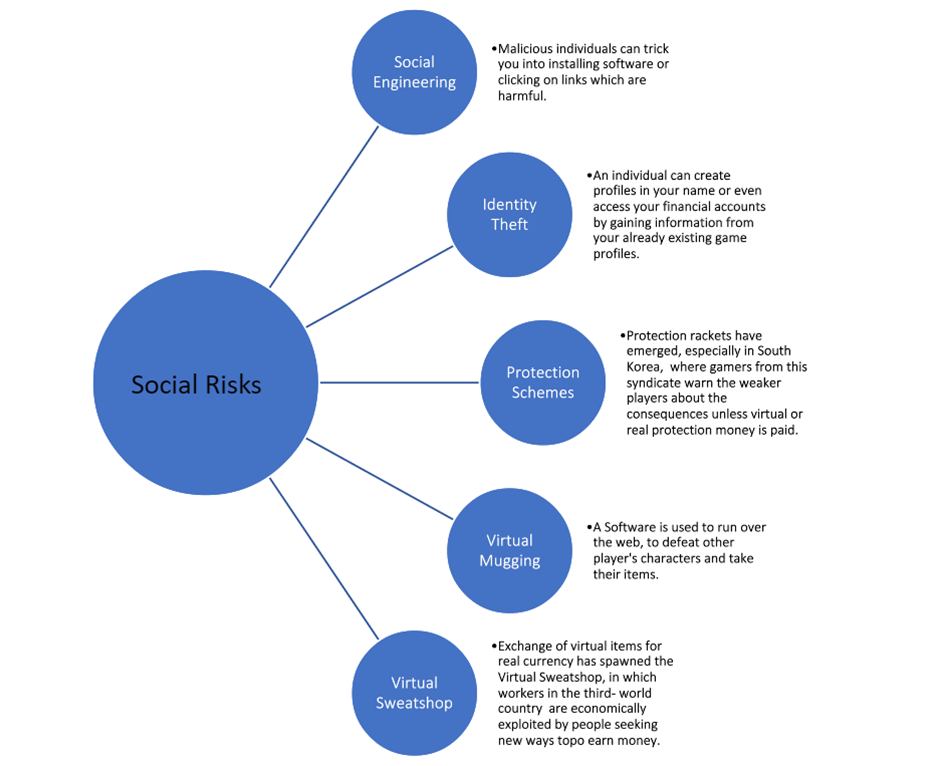 Social
Engineering
•Malicious individuals can trick
you into installing software or
clicking on links which are
harmful.
Identity
Theft
•An individual can create
profiles in your name or even
access your financial accounts
by gaining information from
your already existing game
profiles.
Social Risks
Protection
Schemes
•Protection rackets have
emerged, especially in South
Korea, where gamers from this
syndicate warn the weaker
players about the
consequences unless virtual or
real protection money is paid.
Virtual
Mugging
•A Software is used to run over
the web, to defeat other
player's characters and take
their items.
Virtual
Sweatshop
•Exchange of virtual items for
real currency has spawned the
Virtual Sweatshop, in which
workers in the third- world
country are economically
exploited by people seeking
new ways topo earn money.